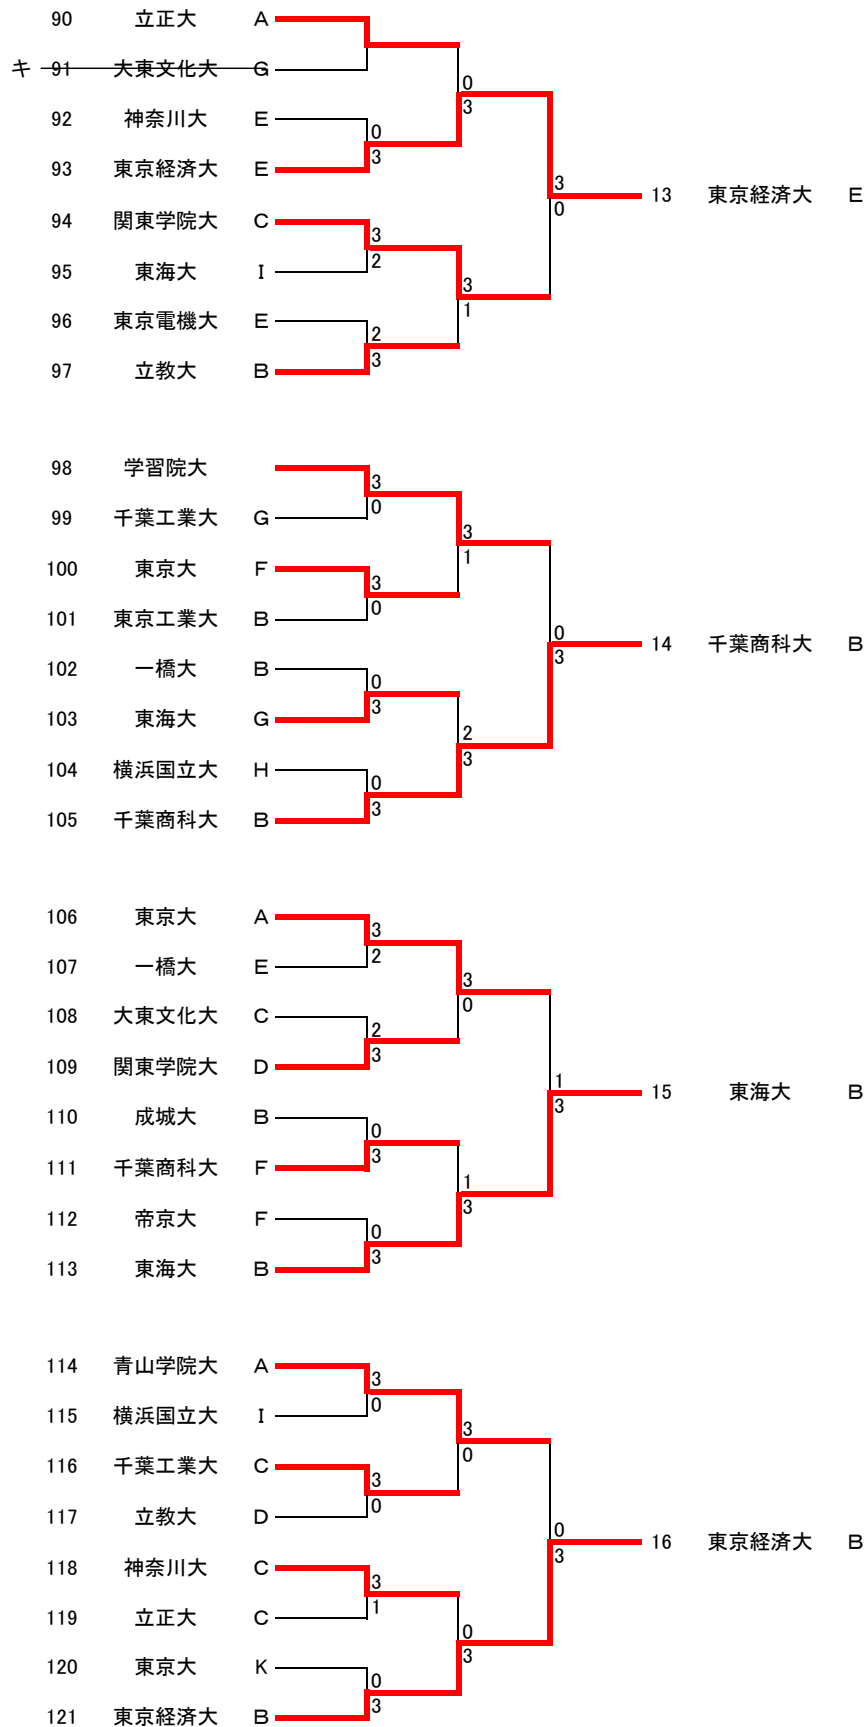 90 立正大 A
キ 91 大東文化大 G
0
3
92 神奈川大 E
0
3
93 東京経済大 E
3
0
13 東京経済大 E
94 関東学院大 C
3
2
95 東海大 I
3
1
96 東京電機大 E
2
3
97 立教大 B
98 学習院大
3
0
99 千葉工業大 G
3
1
100 東京大 F
3
0
101 東京工業大 B
0
3
14 千葉商科大 B
102 一橋大 B
0
3
103 東海大 G
2
3
104 横浜国立大 H
0
3
105 千葉商科大 B
106 東京大 A
3
2
107 一橋大 E
3
0
108 大東文化大 C
2
3
109 関東学院大 D
1
3
15 東海大 B
110 成城大 B
0
3
111 千葉商科大 F
1
3
112 帝京大 F
0
3
113 東海大 B
114 青山学院大 A
3
0
115 横浜国立大 I
3
0
116 千葉工業大 C
3
0
117 立教大 D
0
3
16 東京経済大 B
118 神奈川大 C
3
1
119 立正大 C
0
3
120 東京大 K
0
3
121 東京経済大 B